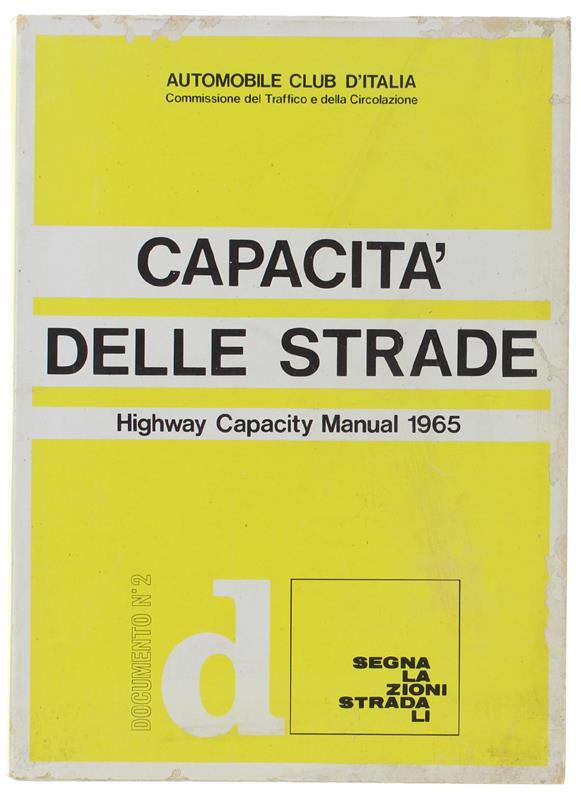 AUTOMOBILE CLUB D'ITALIA
Commissione del Traffico e della Circolazione
CAPACITA'
DELLE STRADE
Highway Capacity Manual 1965
DOCUMENTO N° 2
d
SEGNA
LA
ZIONI
STRADA
LI